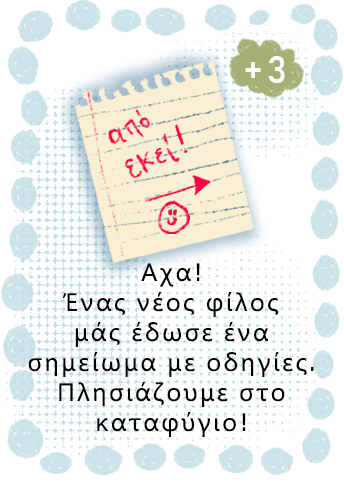 +3
από
εκεί!
Αχα!
Ένας νέος φίλος
μάς έδωσε ένα
σημείωμα με οδηγίες.
Πλησιάζουμε στο
καταφύγιο!